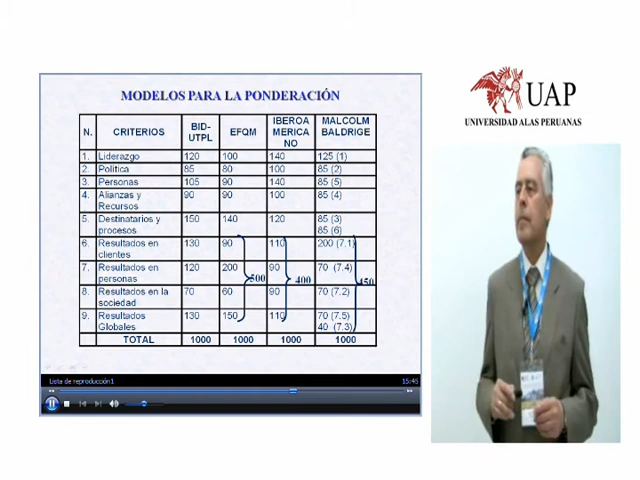 MODELOS PARA LA PONDERACIÓN
N. CRITERIOS BID-UTPL EFQM IBEROA MERICA NO MALCOLM BALDRIGE
1. Liderazgo 120 100 140 125 (1)
2. Política 85 80 100 85 (2)
3. Personas 105 90 140 85 (5)
4. Alianzas y Recursos 90 90 100 85 (4)
5. Destinatarios y procesos 150 140 120 85 (3) 85 (6)
6. Resultados en clientes 130 90 110 200 (7.1)
7. Resultados en personas 120 200 90 70 (7.4)
500 400 450
8. Resultados en la sociedad 70 60 90 70 (7.2)
9. Resultados Globales 130 150 110 70 (7.5) 40 (7.3)
TOTAL 1000 1000 1000 1000
Lista de reproducción1 15:45
UAP
UNIVERSIDAD ALAS PERUANAS